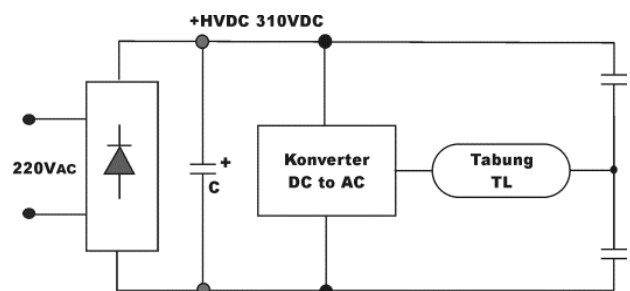 +HVDC 310VDC
220VAC
+
C
Konverter
DC to AC
Tabung
TL